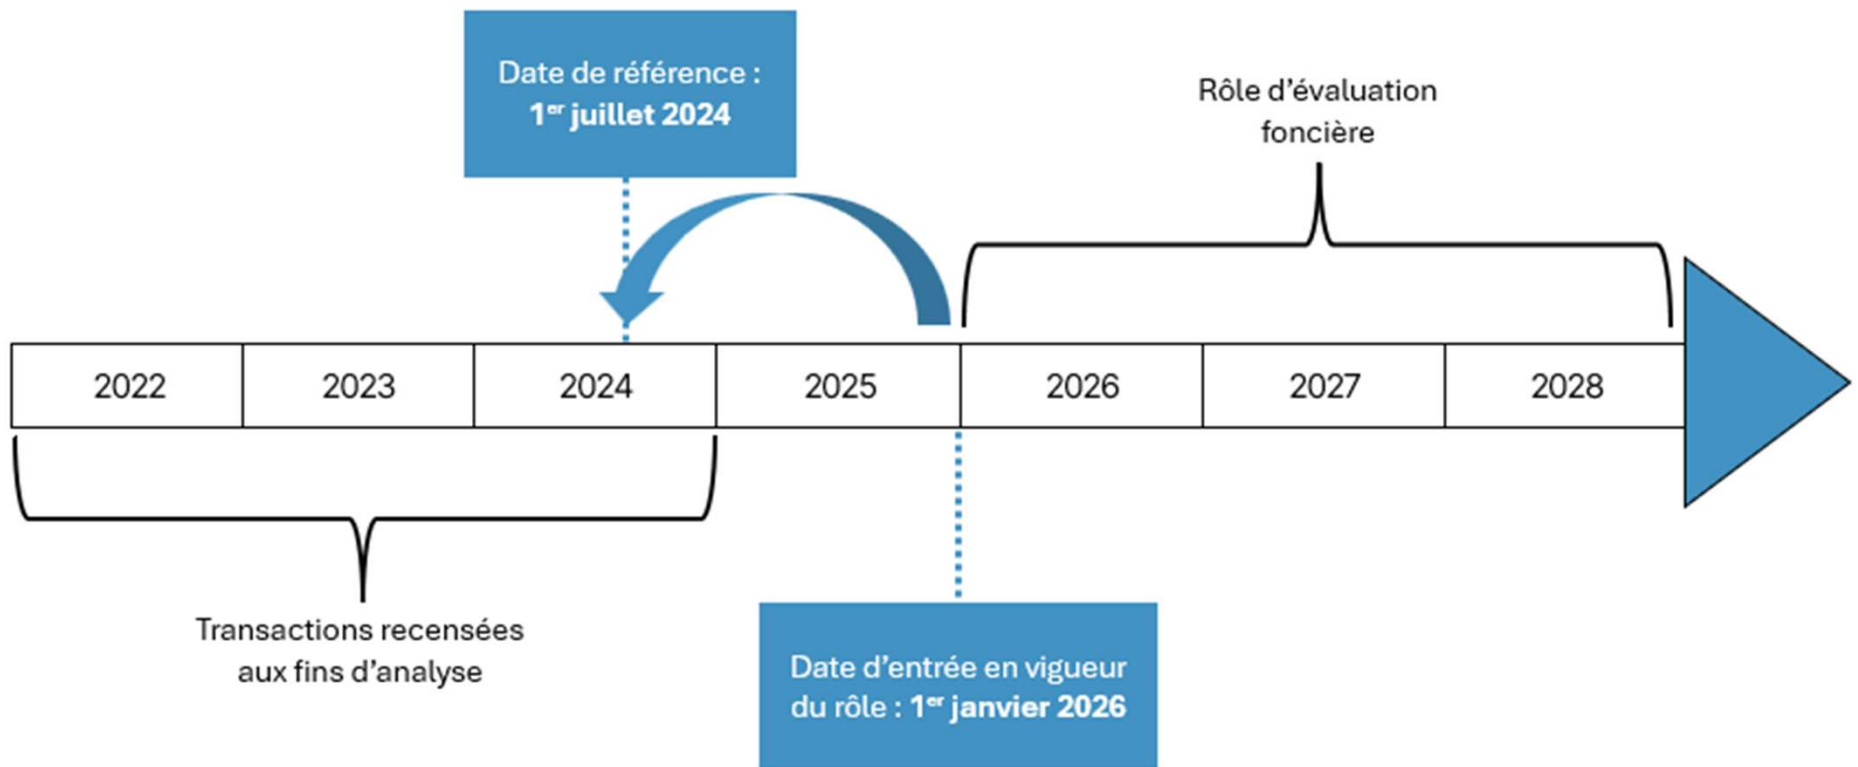 Date de référence :
1er juillet 2024
Rôle d’évaluation
foncière
2022
2023
2024
2025
2026
2027
2028
Transactions recensées
aux fins d’analyse
Date d’entrée en vigueur
du rôle : 1er janvier 2026